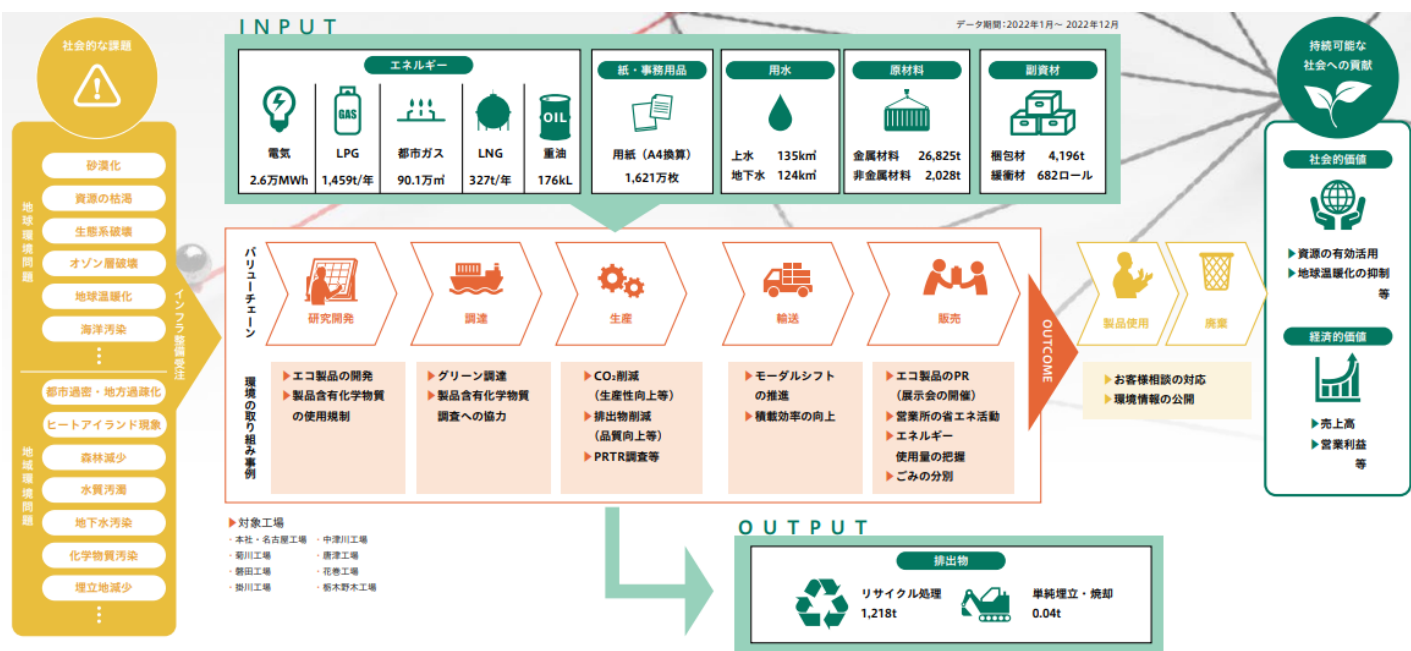 社会的な課題
地球環境問題
砂漠化
資源の枯渇
生態系破壊
オゾン層破壊
地球温暖化
海洋汚染
⋮
地域環境問題
都市過密・地方過疎化
ヒートアイランド現象
森林減少
水質汚濁
地下水汚染
化学物質汚染
埋立地減少
⋮
インフラ整備受注
INPUT
データ期間:2022年1月〜 2022年12月
エネルギー
電気
2.6万MWh
GAS
LPG
1,459t/年
都市ガス
90.1万㎥
LNG
327t/年
OIL
重油
176kL
紙・事務用品
用紙（A4換算）
1,621万枚
用水
上水 135k㎥
地下水 124k㎥
原材料
金属材料 26,825t
非金属材料 2,028t
副資材
梱包材 4,196t
緩衝材 682ロール
バリューチェーン
研究開発
調達
生産
輸送
販売
OUTCOME
製品使用
廃棄
環境の取り組み事例
▶エコ製品の開発
▶製品含有化学物質
の使用規制
▶グリーン調達
▶製品含有化学物質
調査への協力
▶CO₂削減
（生産性向上等）
▶排出物削減
（品質向上等）
▶PRTR調査等
▶モーダルシフト
の推進
▶積載効率の向上
▶エコ製品のPR
（展示会の開催）
▶営業所の省エネ活動
▶エネルギー
使用量の把握
▶ごみの分別
▶お客様相談の対応
▶環境情報の公開
持続可能な
社会への貢献
社会的価値
▶資源の有効活用
▶地球温暖化の抑制
等
経済的価値
▶売上高
▶営業利益
等
▶対象工場
・本社・名古屋工場
・菊川工場
・磐田工場
・掛川工場
・中津川工場
・唐津工場
・花巻工場
・栃木野木工場
OUTPUT
排出物
リサイクル処理
1,218t
単純埋立・焼却
0.04t